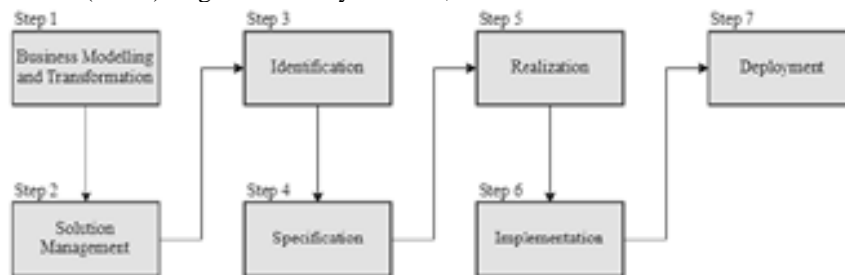 Step 1
Business Modelling
and Transformation
Step 2
Solution
Management
Step 3
Identification
Step 4
Specification
Step 5
Realization
Step 6
Implementation
Step 7
Deployment